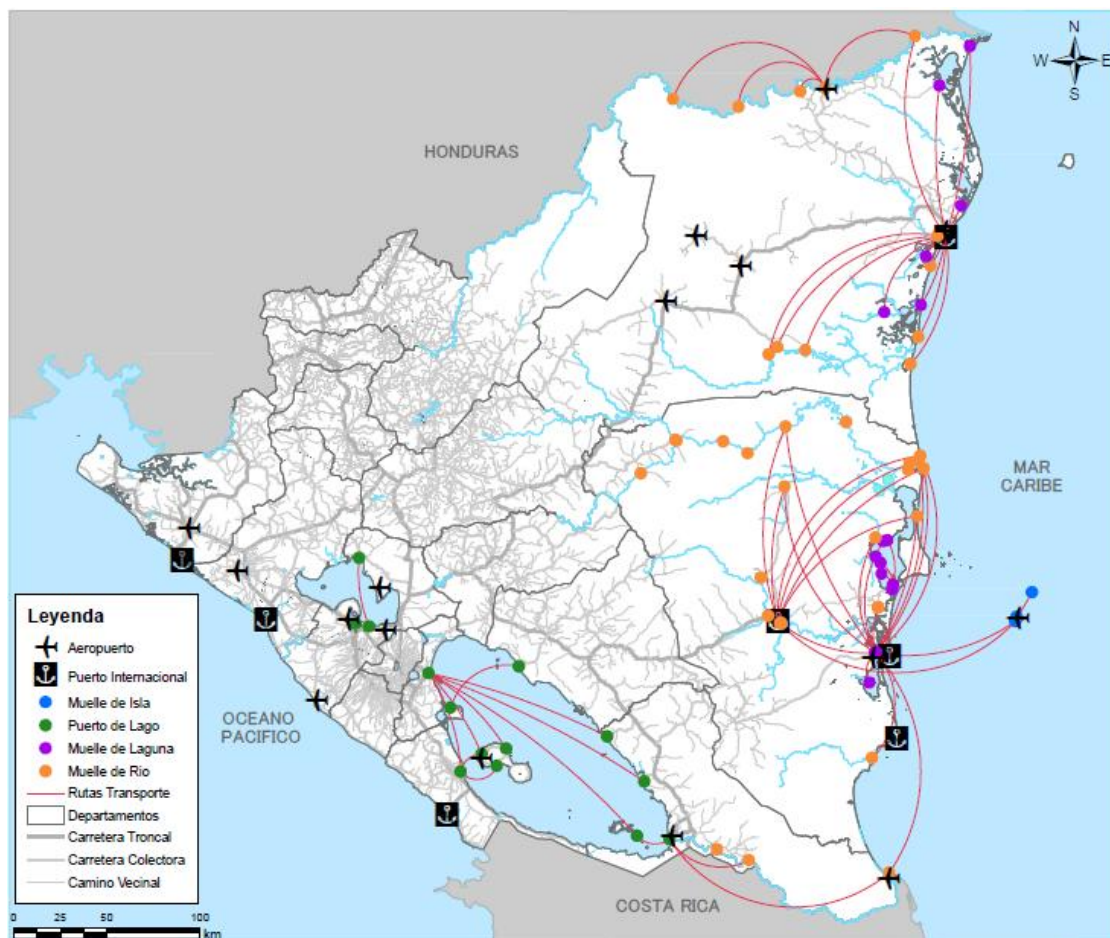 N
W E
S
HONDURAS
MAR
CARIBE
OCEANO
PACIFICO
COSTA RICA
Leyenda
Aeropuerto
Puerto Internacional
Muelle de Isla
Puerto de Lago
Muelle de Laguna
Muelle de Rio
Rutas Transporte
Departamentos
Carretera Troncal
Carretera Colectora
Camino Vecinal
0 25 50 100
km